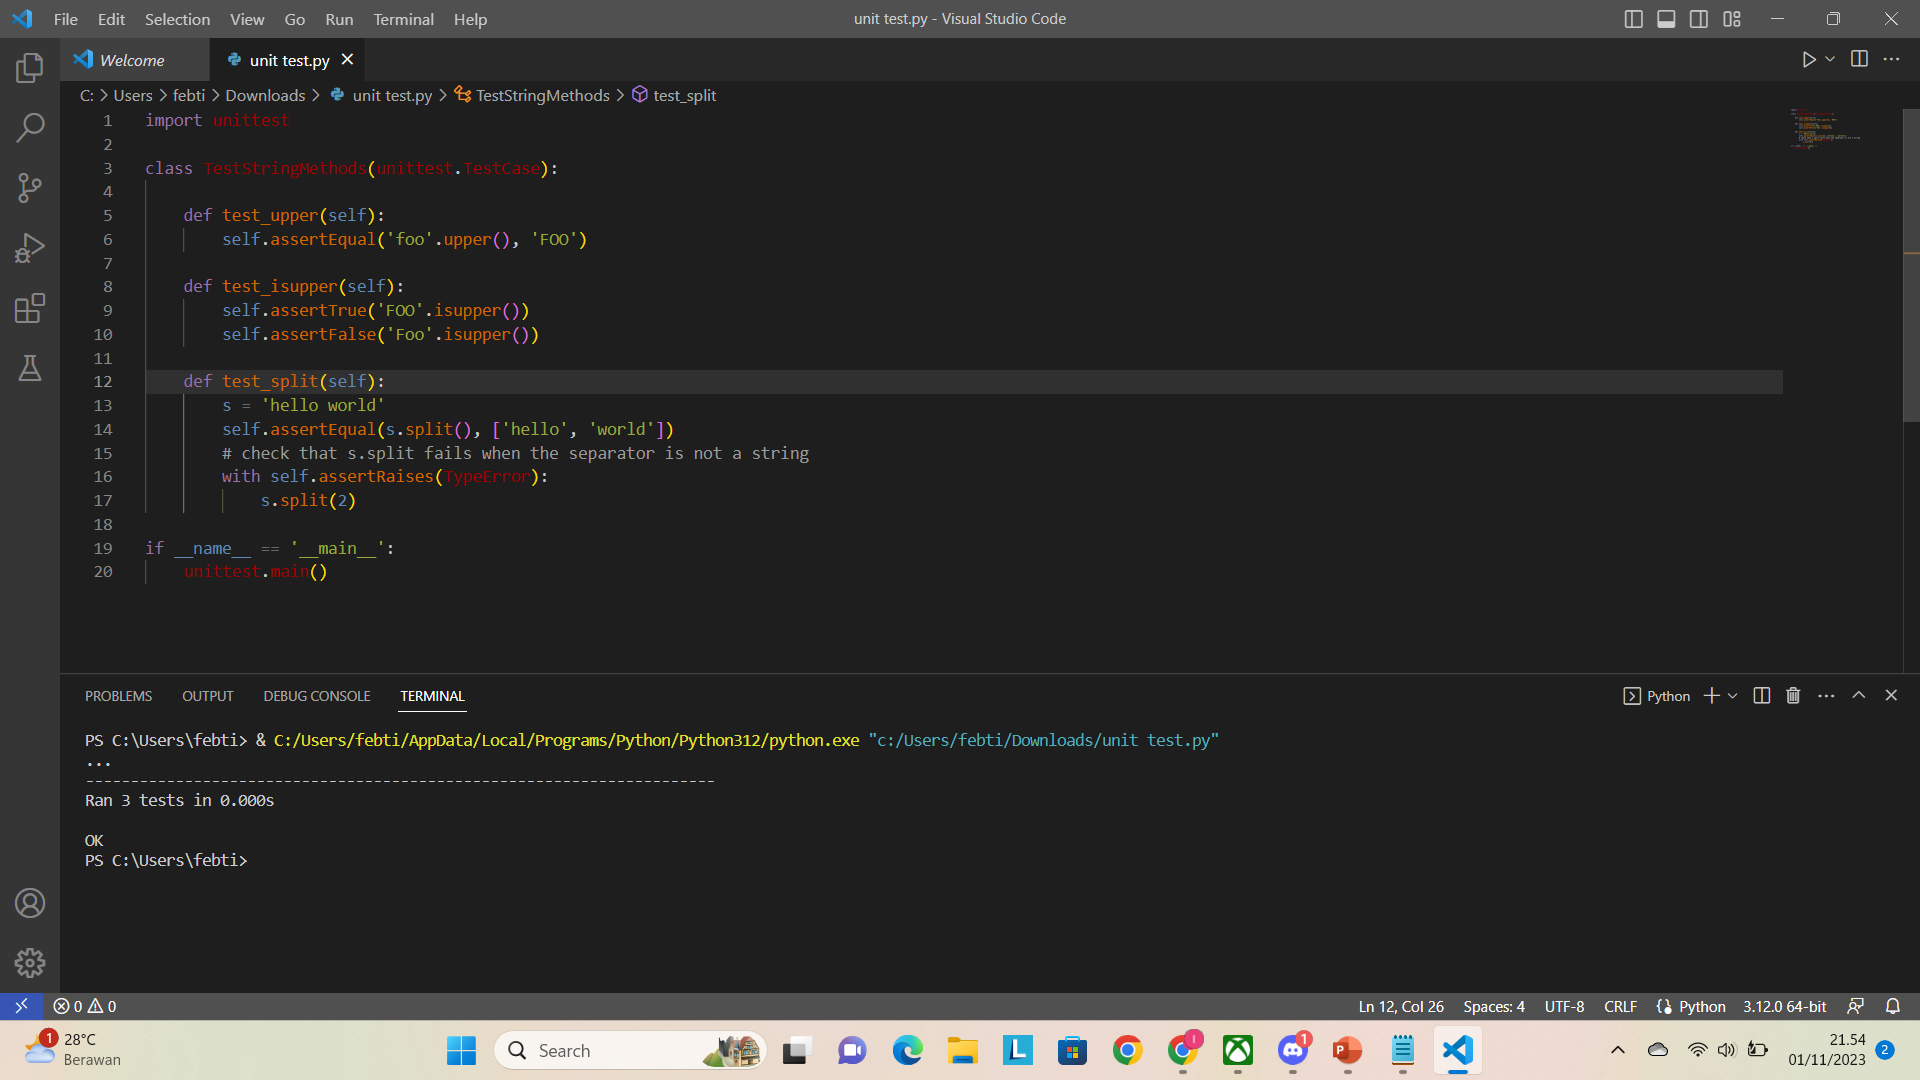 File Edit Selection View Go Run Terminal Help unit test.py - Visual Studio Code
Welcome unit test.py
C: > Users > febti > Downloads > unit test.py > TestStringMethods > test_split
1 import unittest
2
3 class TestStringMethods(unittest.TestCase):
4
5 def test_upper(self):
6 self.assertEqual('foo'.upper(), 'FOO')
7
8 def test_isupper(self):
9 self.assertTrue('FOO'.isupper())
10 self.assertFalse('Foo'.isupper())
11
12 def test_split(self):
13 s = 'hello world'
14 self.assertEqual(s.split(), ['hello', 'world'])
15 # check that s.split fails when the separator is not a string
16 with self.assertRaises(TypeError):
17 s.split(2)
18
19 if __name__ == '__main__':
20 unittest.main()
PROBLEMS OUTPUT DEBUG CONSOLE TERMINAL Python
PS C:\Users\febti> & C:/Users/febti/AppData/Local/Programs/Python/Python312/python.exe "c:/Users/febti/Downloads/unit test.py"
...
----------------------------------------------------------------------
Ran 3 tests in 0.000s

OK
PS C:\Users\febti>
0 0 Ln 12, Col 26 Spaces: 4 UTF-8 CRLF Python 3.12.0 64-bit
1 28°C
Berawan
Search
L
1
P
21.54
01/11/2023
2